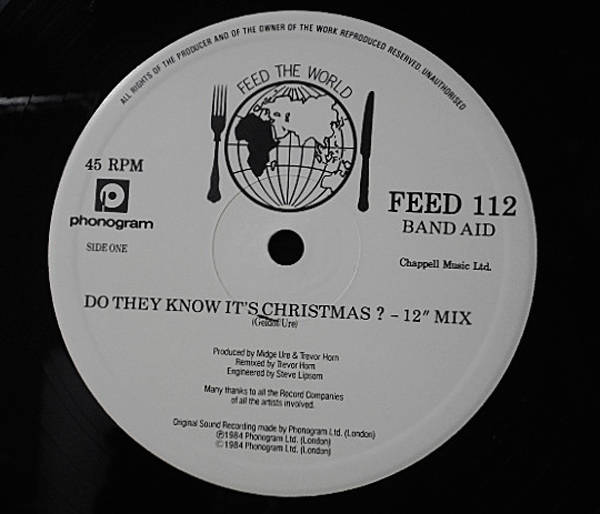 ALL RIGHTS OF THE PRODUCER AND OF THE OWNER OF THE WORK REPRODUCED RESERVED. UNAUTHORISED
FEED THE WORLD
45 RPM
phonogram
SIDE ONE
FEED 112
BAND AID
Chappell Music Ltd.
DO THEY KNOW IT'S CHRISTMAS ? – 12" MIX
(Geldof/Ure)
Produced by Midge Ure & Trevor Horn
Remixed by Trevor Horn
Engineered by Steve Lipsom
Many thanks to all the Record Companies
of all the artists involved.
Original Sound Recording made by Phonogram Ltd. (London)
℗1984 Phonogram Ltd. (London)
©1984 Phonogram Ltd. (London)